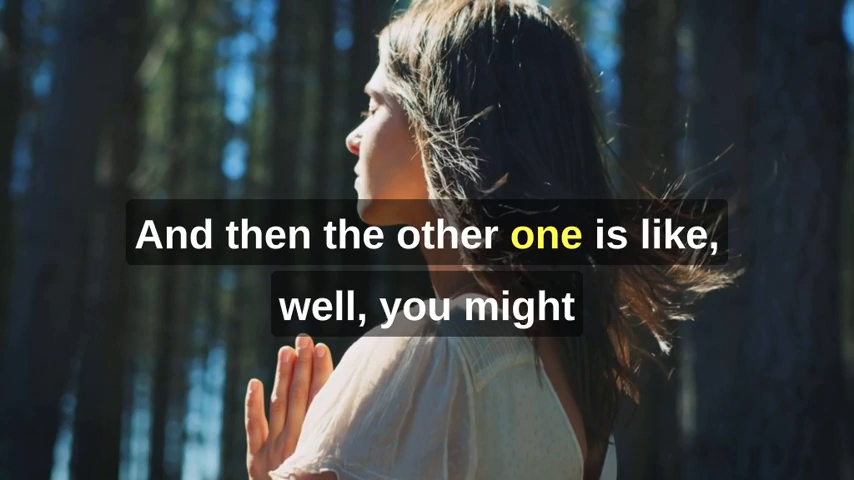 And then the other one is like,
well, you might